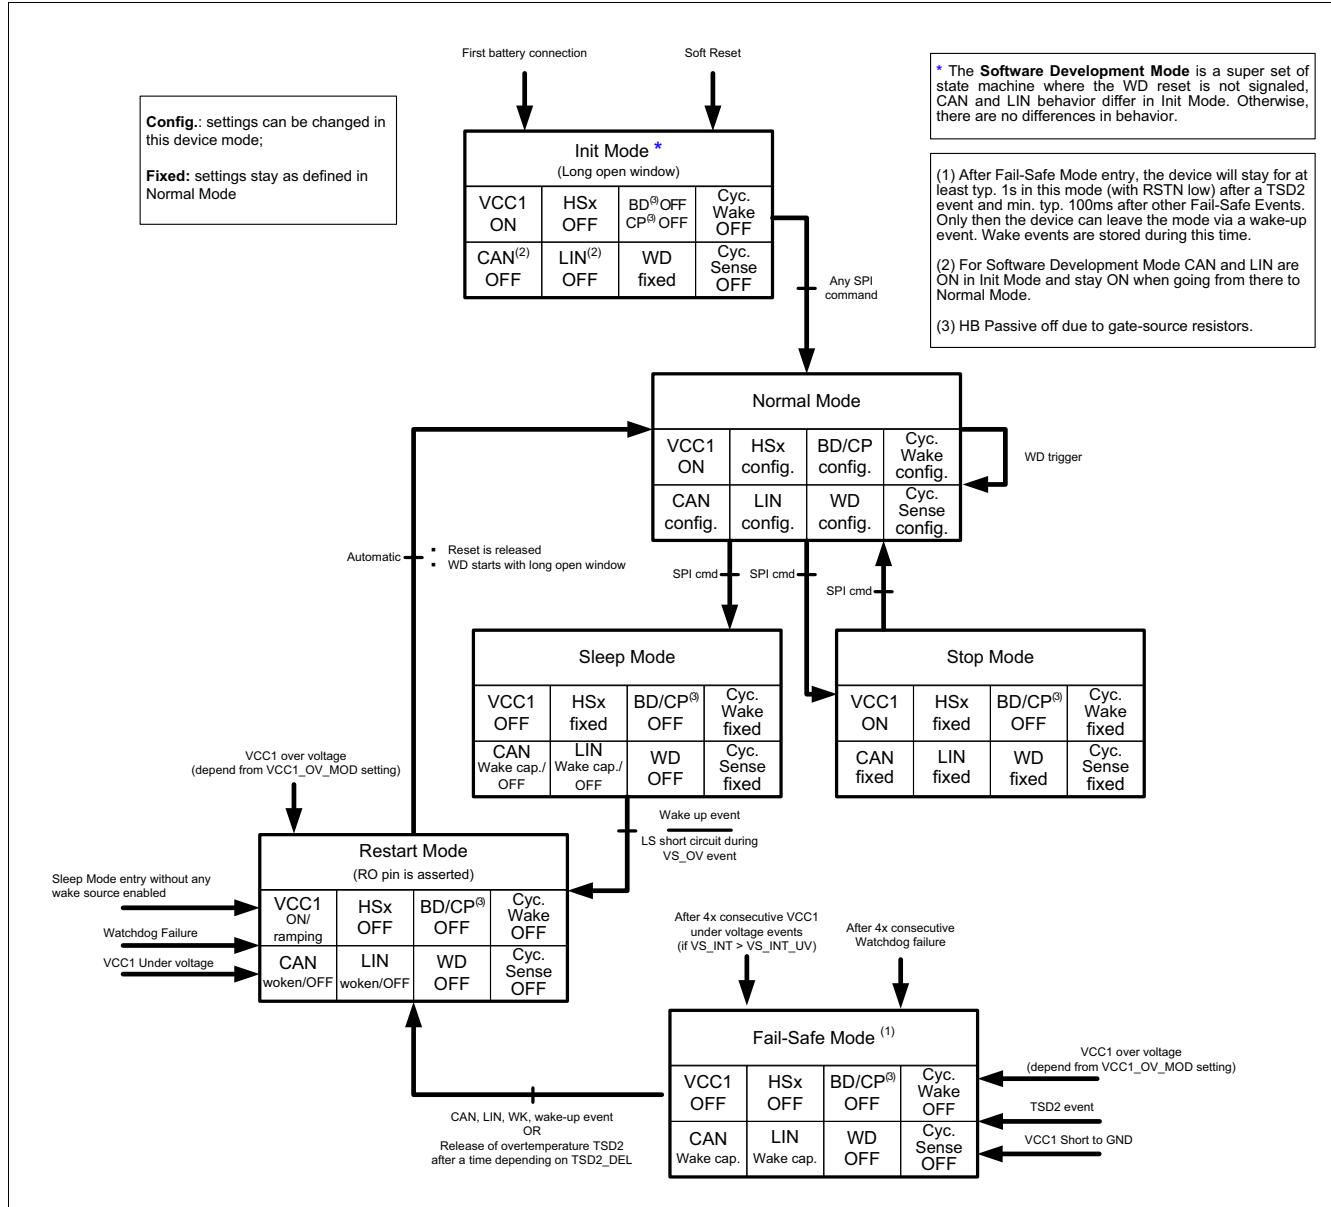 First battery connection
Soft Reset
Config.: settings can be changed in
this device mode;
Fixed: settings stay as defined in
Normal Mode
* The Software Development Mode is a super set of
state machine where the WD reset is not signaled,
CAN and LIN behavior differ in Init Mode. Otherwise,
there are no differences in behavior.
(1) After Fail-Safe Mode entry, the device will stay for at
least typ. 1s in this mode (with RSTN low) after a TSD2
event and min. typ. 100ms after other Fail-Safe Events.
Only then the device can leave the mode via a wake-up
event. Wake events are stored during this time.
(2) For Software Development Mode CAN and LIN are
ON in Init Mode and stay ON when going from there to
Normal Mode.
(3) HB Passive off due to gate-source resistors.
Init Mode *
(Long open window)
VCC1
ON
HSx
OFF
BD(3) OFF
CP(3) OFF
Cyc.
Wake
OFF
CAN(2)
OFF
LIN(2)
OFF
WD
fixed
Cyc.
Sense
OFF
Any SPI
command
Normal Mode
VCC1
ON
HSx
config.
BD/CP
config.
Cyc.
Wake
config.
CAN
config.
LIN
config.
WD
config.
Cyc.
Sense
config.
WD trigger
Automatic
▪ Reset is released
▪ WD starts with long open window
SPI cmd
SPI cmd
SPI cmd
Sleep Mode
VCC1
OFF
HSx
fixed
BD/CP(3)
OFF
Cyc.
Wake
fixed
CAN
Wake cap./
OFF
LIN
Wake cap./
OFF
WD
OFF
Cyc.
Sense
fixed
Stop Mode
VCC1
ON
HSx
fixed
BD/CP(3)
OFF
Cyc.
Wake
fixed
CAN
fixed
LIN
fixed
WD
fixed
Cyc.
Sense
fixed
VCC1 over voltage
(depend from VCC1_OV_MOD setting)
Wake up event
LS short circuit during
VS_OV event
Restart Mode
(RO pin is asserted)
VCC1
ON/
ramping
HSx
OFF
BD/CP(3)
OFF
Cyc.
Wake
OFF
CAN
woken/OFF
LIN
woken/OFF
WD
OFF
Cyc.
Sense
OFF
Sleep Mode entry without any
wake source enabled
Watchdog Failure
VCC1 Under voltage
After 4x consecutive VCC1
under voltage events
(if VS_INT > VS_INT_UV)
After 4x consecutive
Watchdog failure
Fail-Safe Mode (1)
VCC1
OFF
HSx
OFF
BD/CP(3)
OFF
Cyc.
Wake
OFF
CAN
Wake cap.
LIN
Wake cap.
WD
OFF
Cyc.
Sense
OFF
VCC1 over voltage
(depend from VCC1_OV_MOD setting)
TSD2 event
VCC1 Short to GND
CAN, LIN, WK, wake-up event
OR
Release of overtemperature TSD2
after a time depending on TSD2_DEL